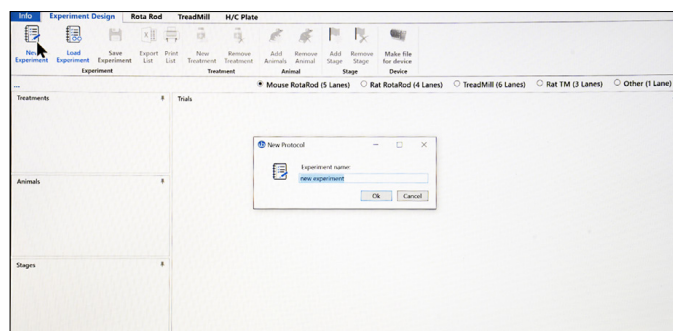 Info Experiment Design Rota Rod TreadMill H/C Plate
New Experiment
Load Experiment
Save Experiment
Export List
Print List
New Treatment
Remove Treatment
Add Animals
Remove Animal
Add Stage
Remove Stage
Make file for device
Experiment Treatment Animal Stage Device
... Mouse RotaRod (5 Lanes) Rat RotaRod (4 Lanes) TreadMill (6 Lanes) Rat TM (3 Lanes) Other (1 Lane)
Treatments
Trials
New Protocol
Experiment name:
new experiment
Ok Cancel
Animals
Stages